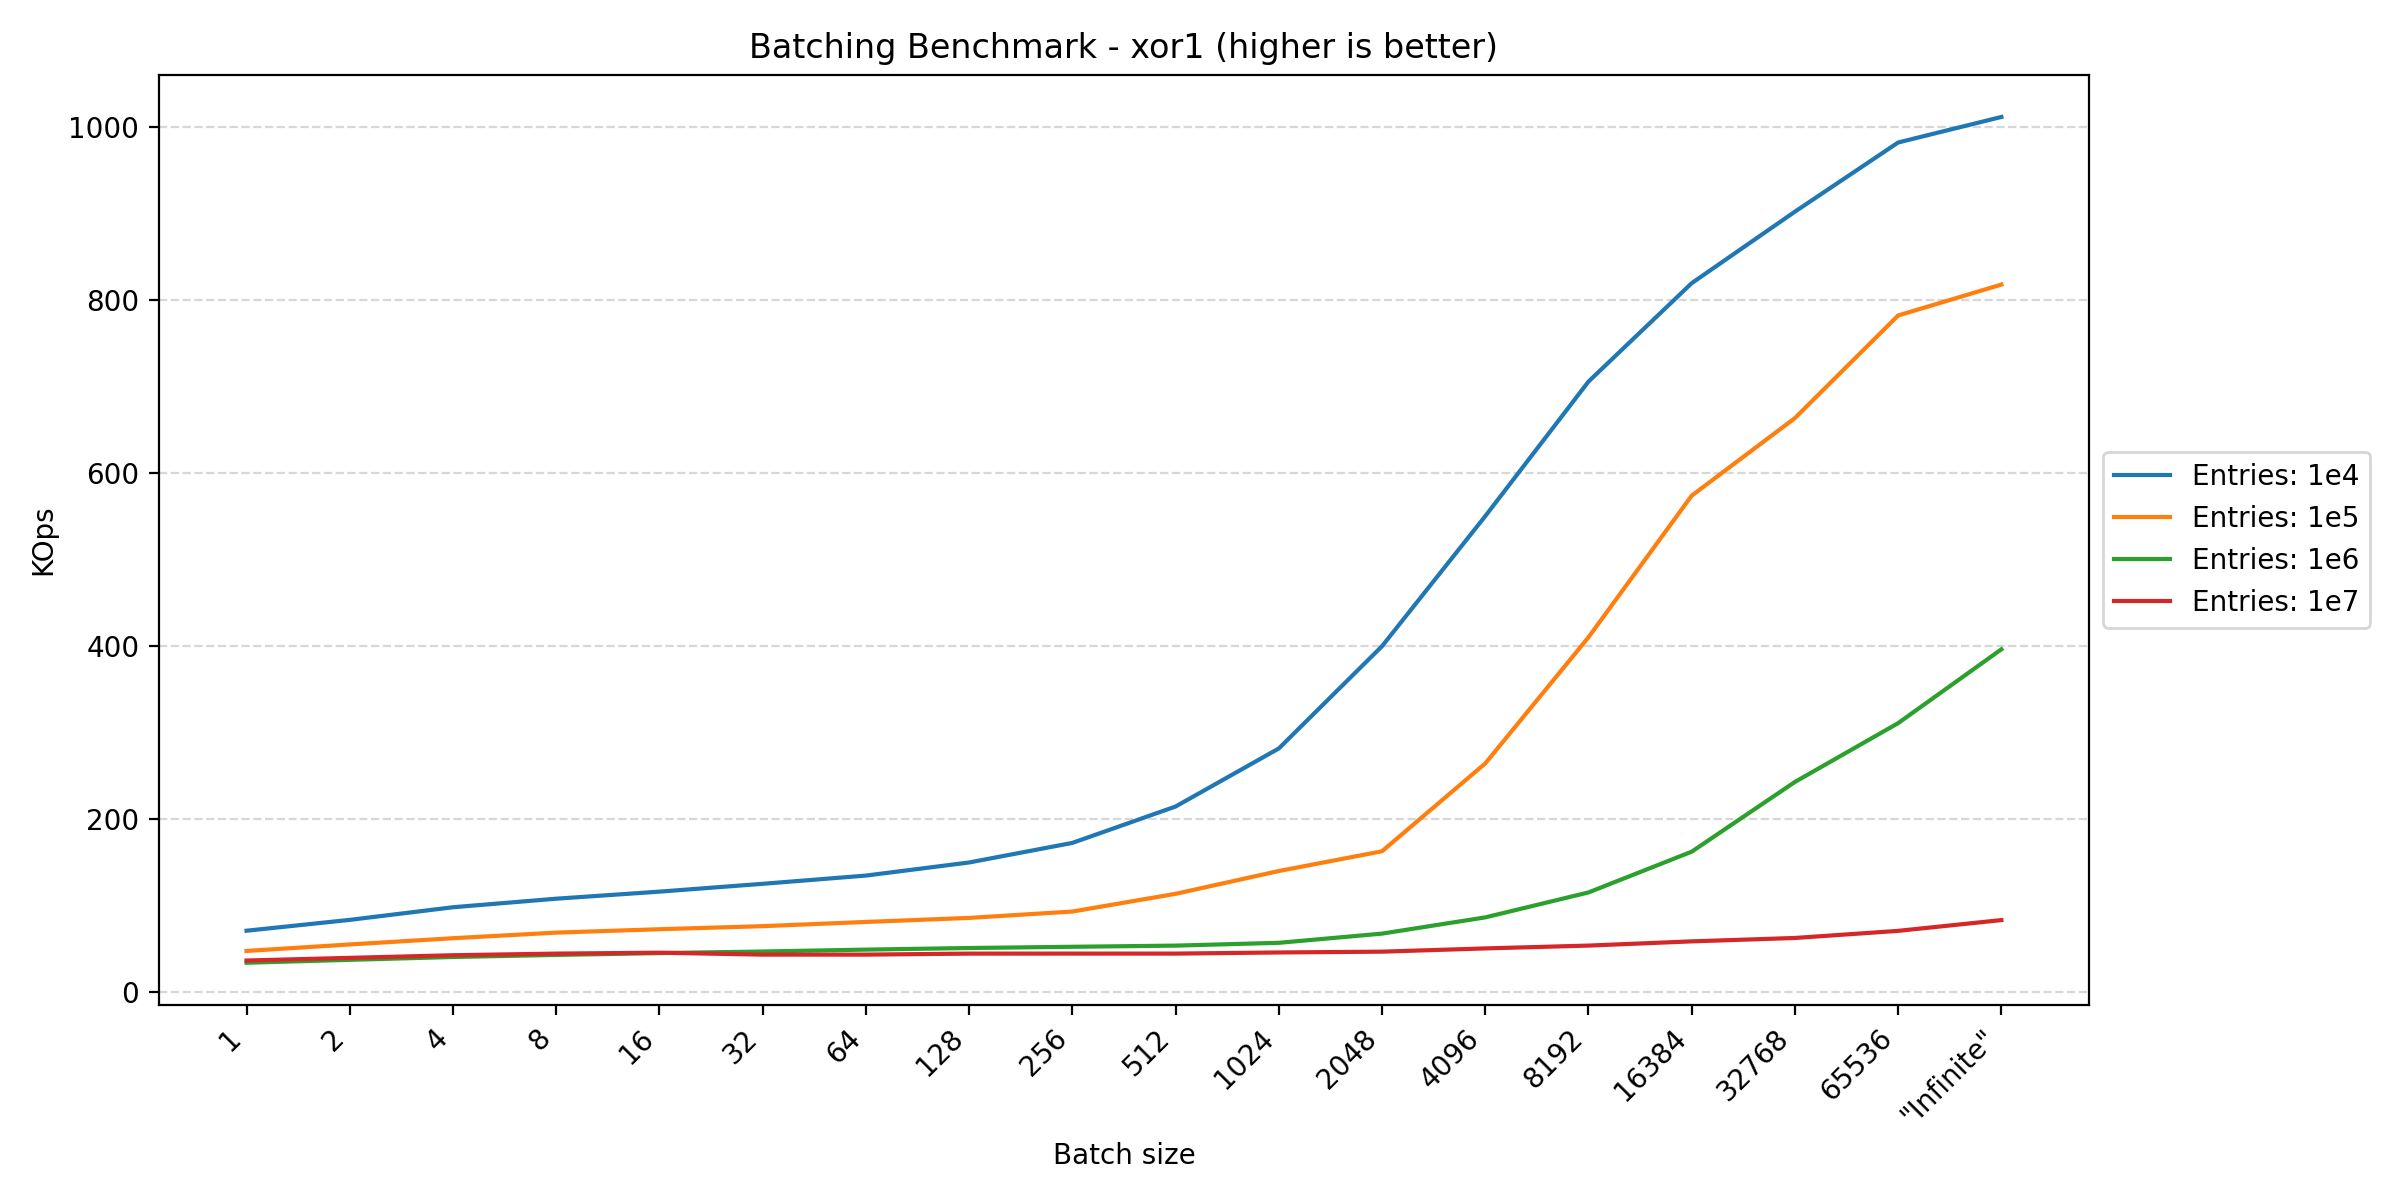 Batching Benchmark - xor1 (higher is better)
1000
800
600
400
200
0
KOps
1
2
4
8
16
32
64
128
256
512
1024
2048
4096
8192
16384
32768
65536
"Infinite"
Batch size
Entries: 1e4
Entries: 1e5
Entries: 1e6
Entries: 1e7